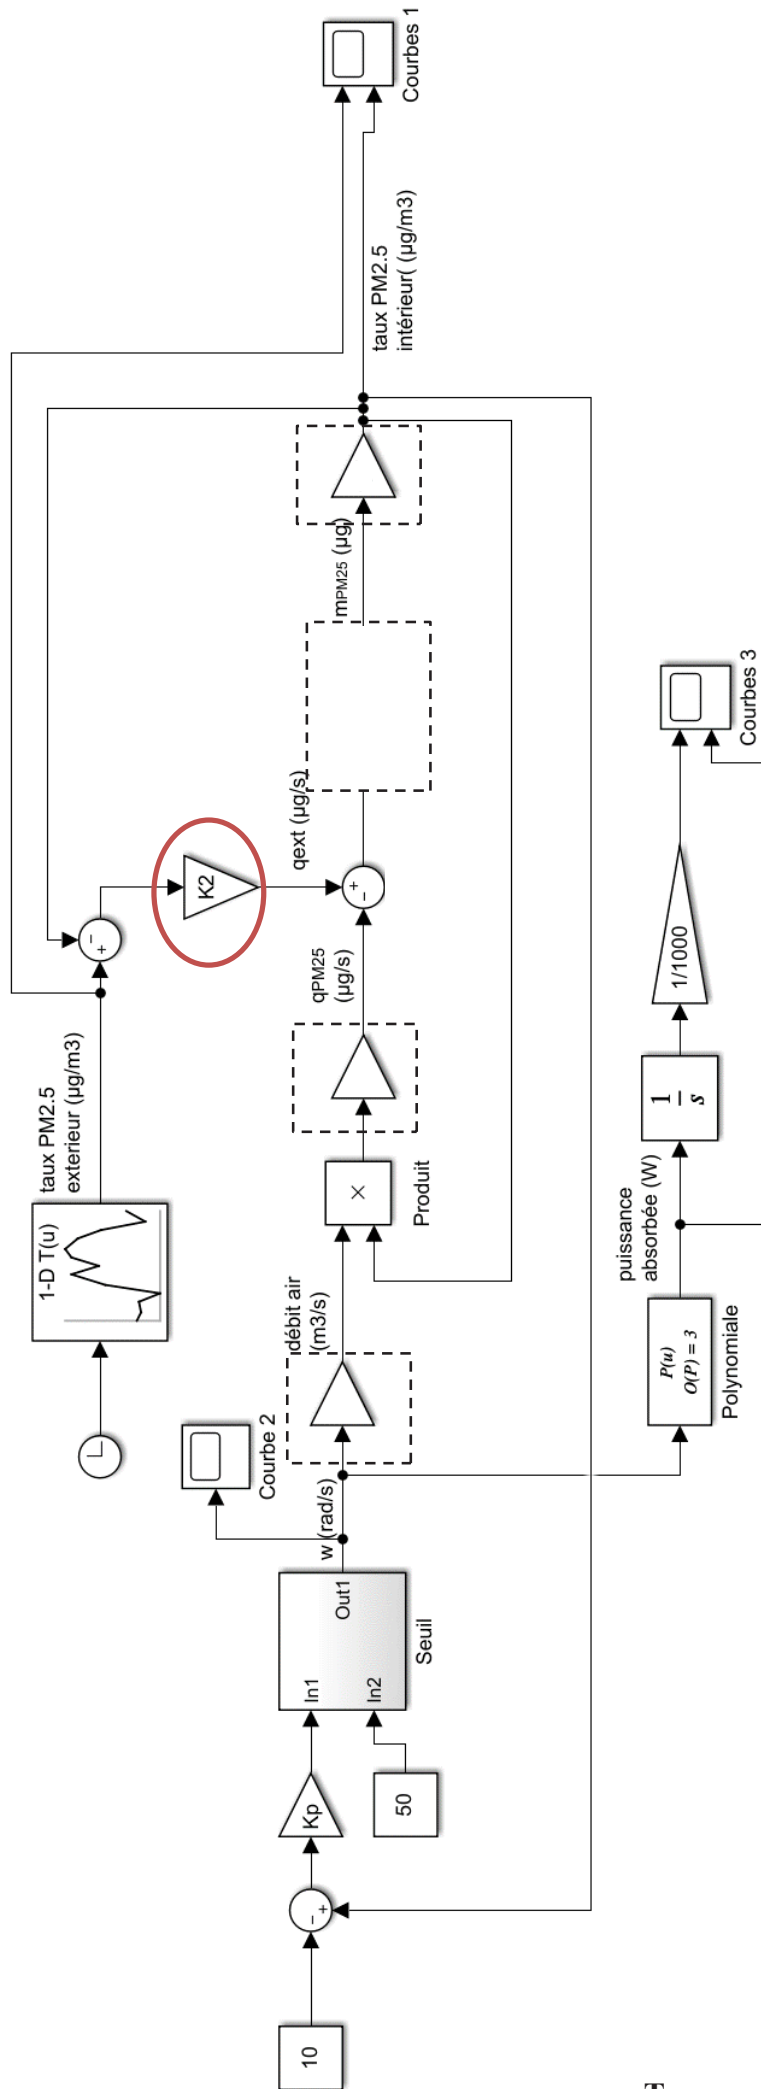 10
-
+
Kp
50
In1
In2
Out1
Seuil
w (rad/s)
Courbe 2
débit air
(m3/s)
×
Produit
qPM25
(µg/s)
1-D T(u)
taux PM2.5
exterieur (µg/m3)
+
-
K2
qext (µg/s)
-
+
mPM25 (µg)
taux PM2.5
intérieur( (µg/m3)
Courbes 1
P(u)
O(P) = 3
Polynomiale
puissance
absorbée (W)
1
s
1/1000
Courbes 3